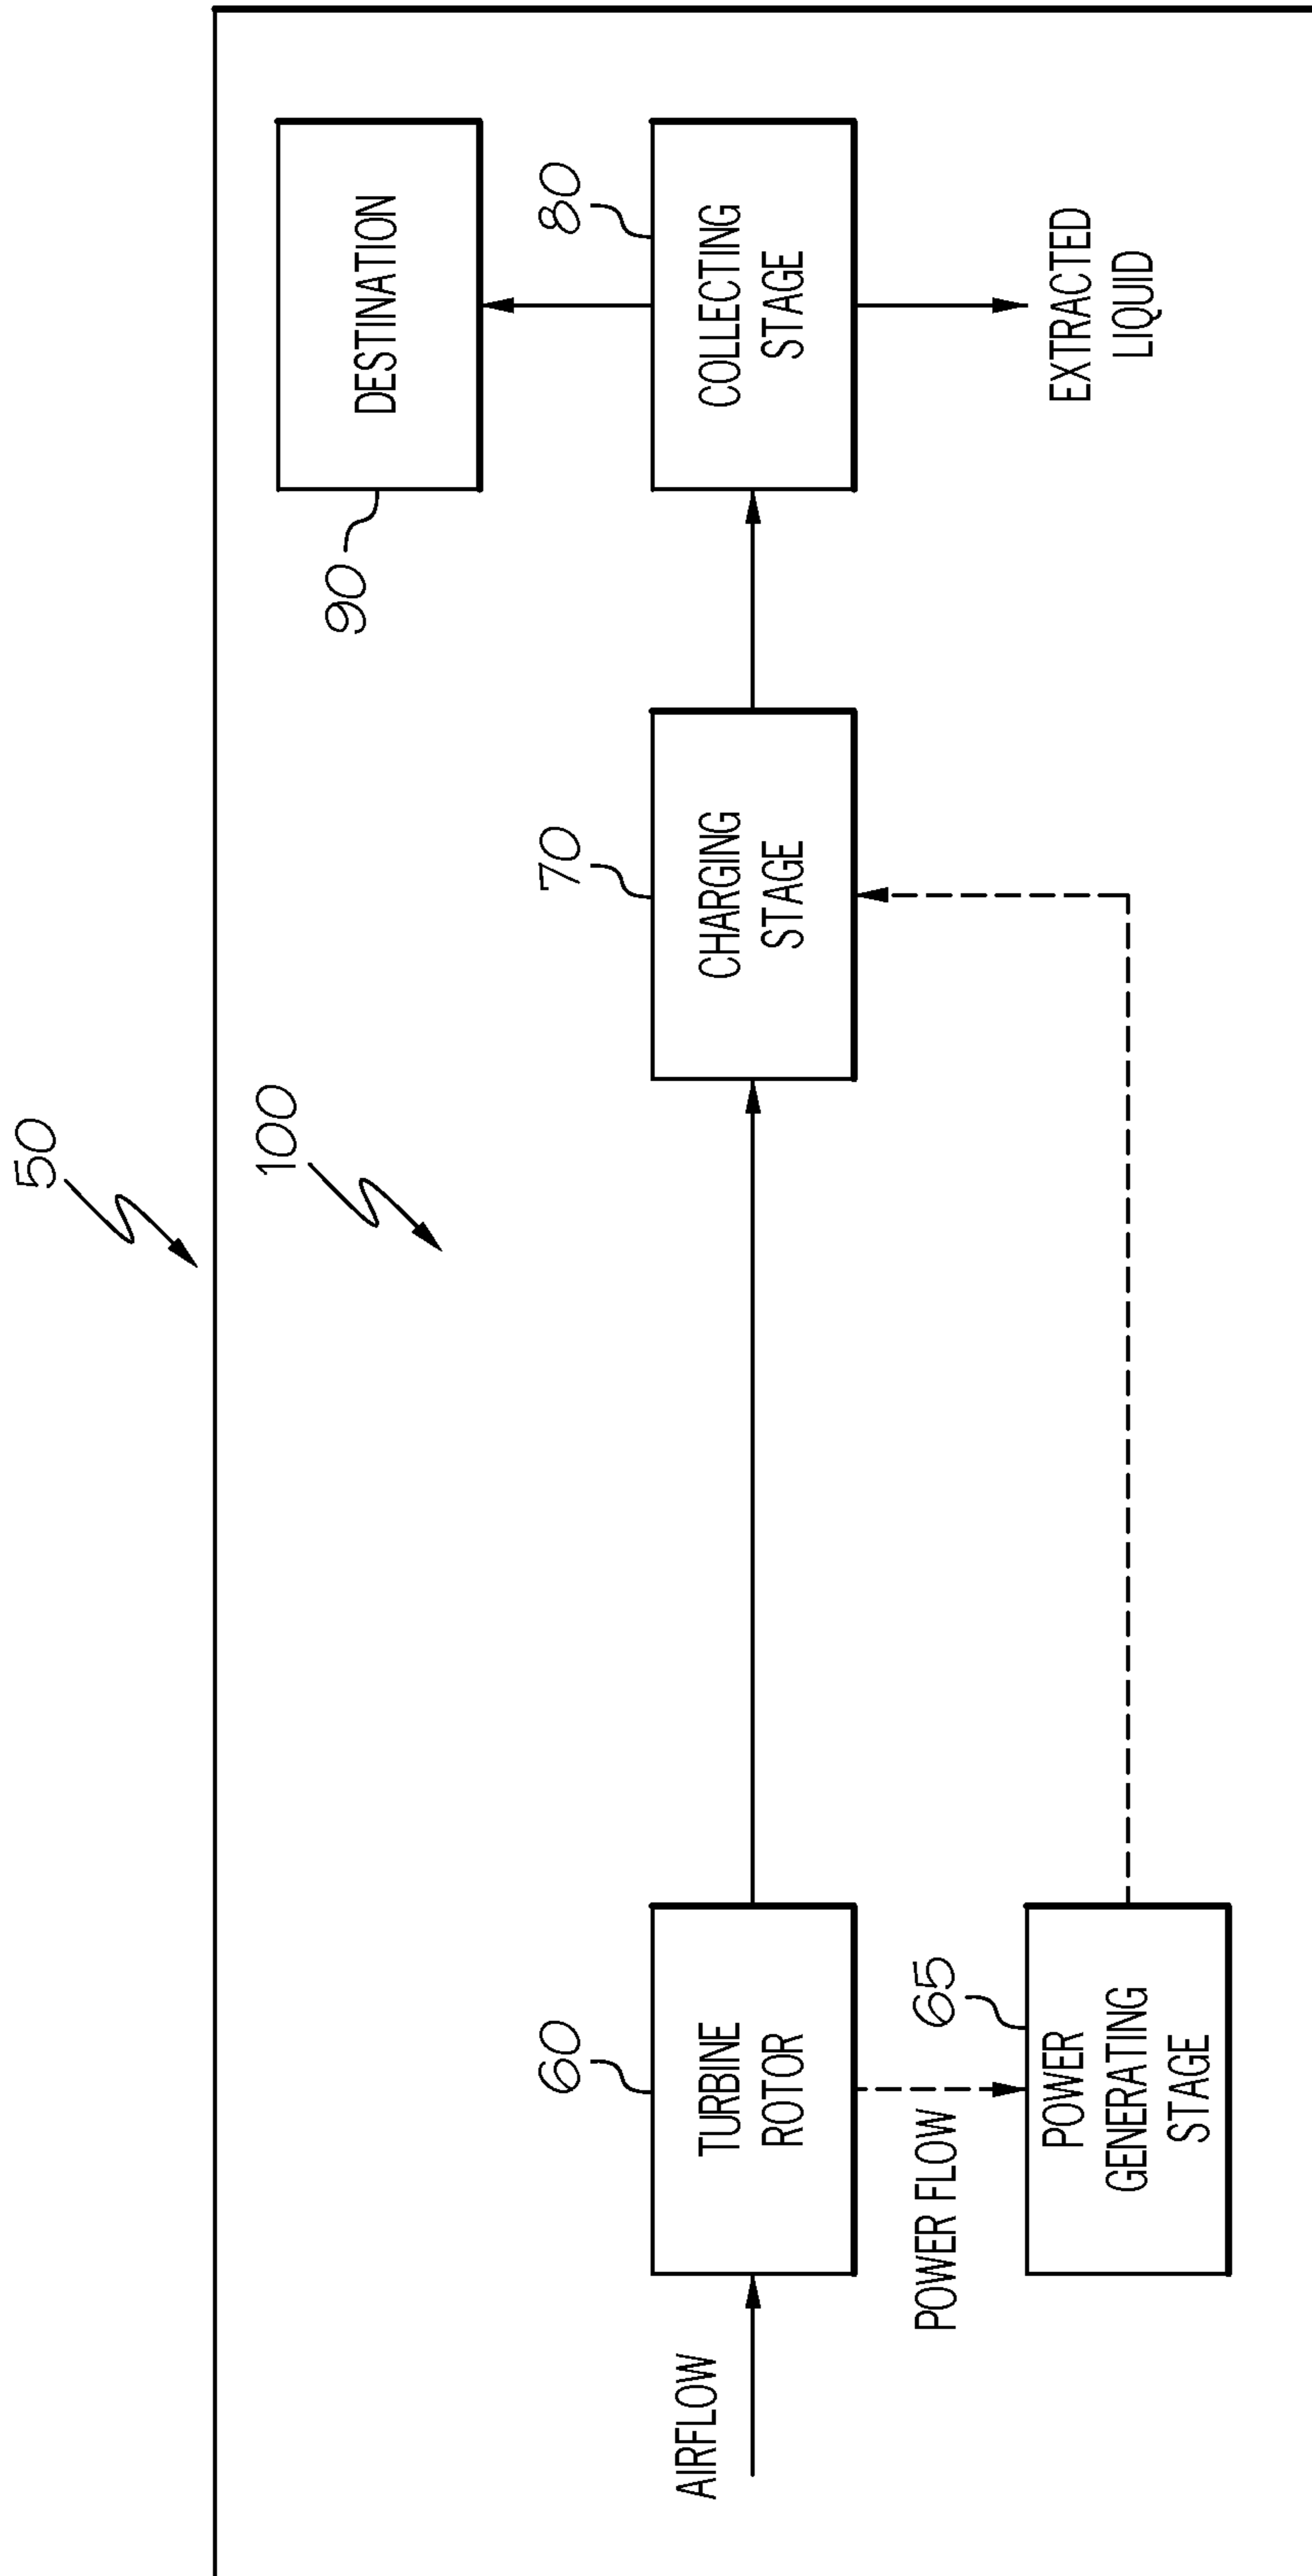 50
100
90
DESTINATION
AIRFLOW
60
TURBINE
ROTOR
70
CHARGING
STAGE
80
COLLECTING
STAGE
POWER FLOW
65
POWER
GENERATING
STAGE
EXTRACTED
LIQUID